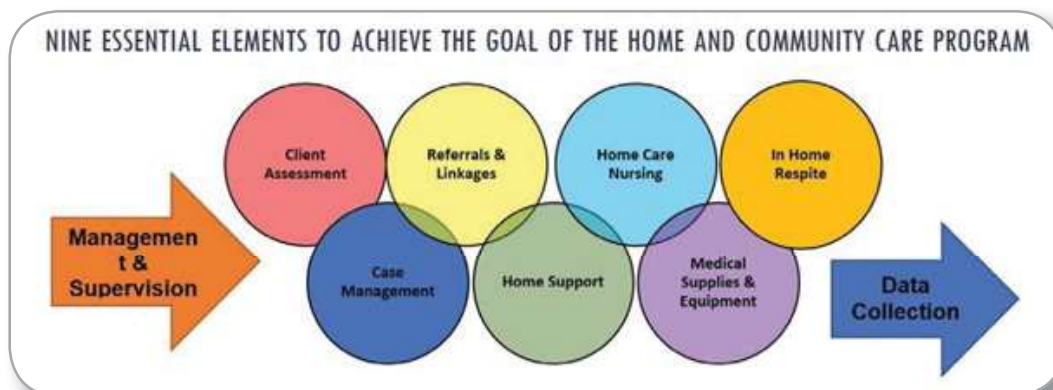 NINE ESSENTIAL ELEMENTS TO ACHIEVE THE GOAL OF THE HOME AND COMMUNITY CARE PROGRAM
Client
Assessment
Referrals &
Linkages
Home Care
Nursing
In Home
Respite
Managemen
t &
Supervision
Case
Management
Home Support
Medical
Supplies &
Equipment
Data
Collection